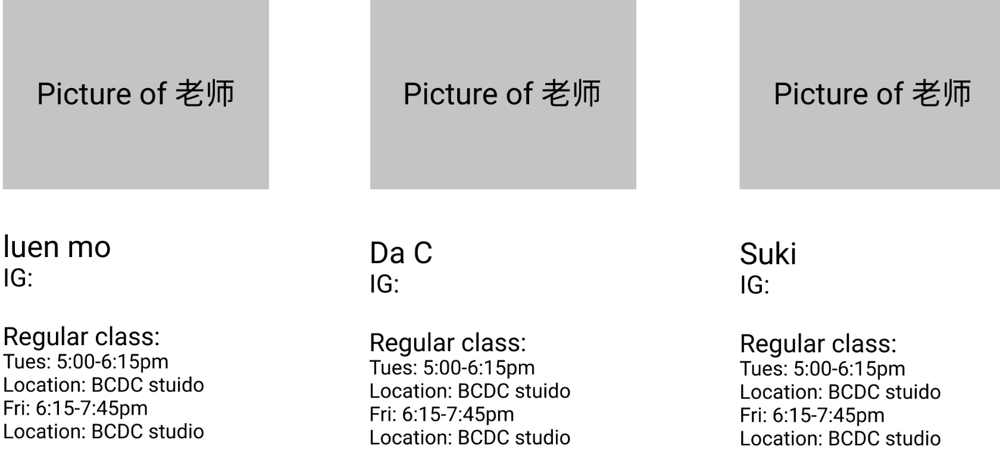 Picture of 老师
luen mo
IG:
Regular class:
Tues: 5:00-6:15pm
Location: BCDC stuido
Fri: 6:15-7:45pm
Location: BCDC studio
Picture of 老师
Da C
IG:
Regular class:
Tues: 5:00-6:15pm
Location: BCDC stuido
Fri: 6:15-7:45pm
Location: BCDC studio
Picture of 老师
Suki
IG:
Regular class:
Tues: 5:00-6:15pm
Location: BCDC stuido
Fri: 6:15-7:45pm
Location: BCDC studio